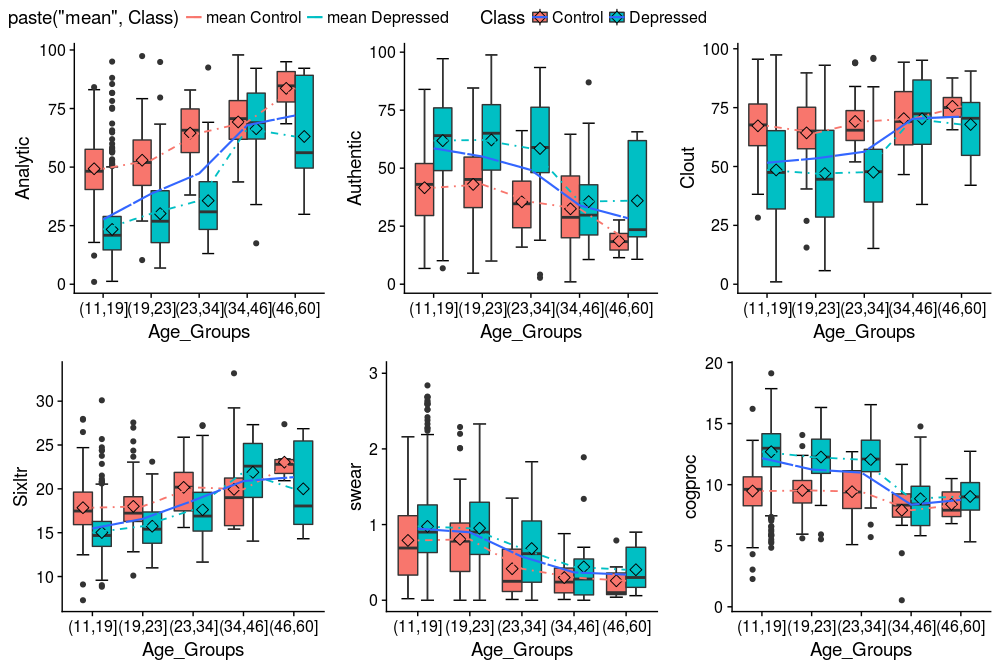 paste("mean", Class) mean Control mean Depressed Class Control Depressed
Analytic
100
75
50
25
0
(11,19] (19,23] (23,34] (34,46] (46,60]
Age_Groups
Authentic
100
75
50
25
0
(11,19] (19,23] (23,34] (34,46] (46,60]
Age_Groups
Clout
100
75
50
25
0
(11,19] (19,23] (23,34] (34,46] (46,60]
Age_Groups
Sixltr
30
25
20
15
10
(11,19] (19,23] (23,34] (34,46] (46,60]
Age_Groups
swear
3
2
1
0
(11,19] (19,23] (23,34] (34,46] (46,60]
Age_Groups
cogproc
20
15
10
5
0
(11,19] (19,23] (23,34] (34,46] (46,60]
Age_Groups